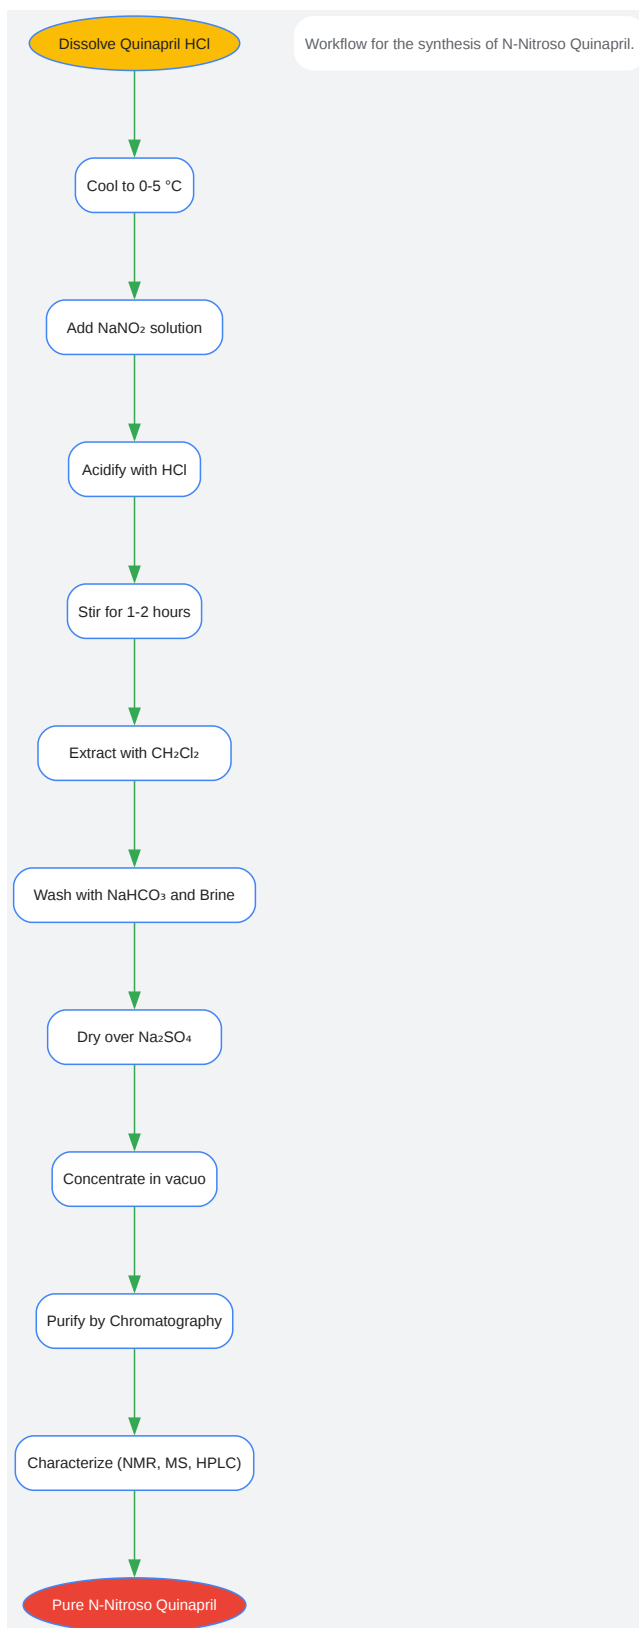 Dissolve Quinapril HCl
Workflow for the synthesis of N-Nitroso Quinapril.
Cool to 0-5 °C
Add NaNO₂ solution
Acidify with HCl
Stir for 1-2 hours
Extract with CH₂Cl₂
Wash with NaHCO₃ and Brine
Dry over Na₂SO₄
Concentrate in vacuo
Purify by Chromatography
Characterize (NMR, MS, HPLC)
Pure N-Nitroso Quinapril